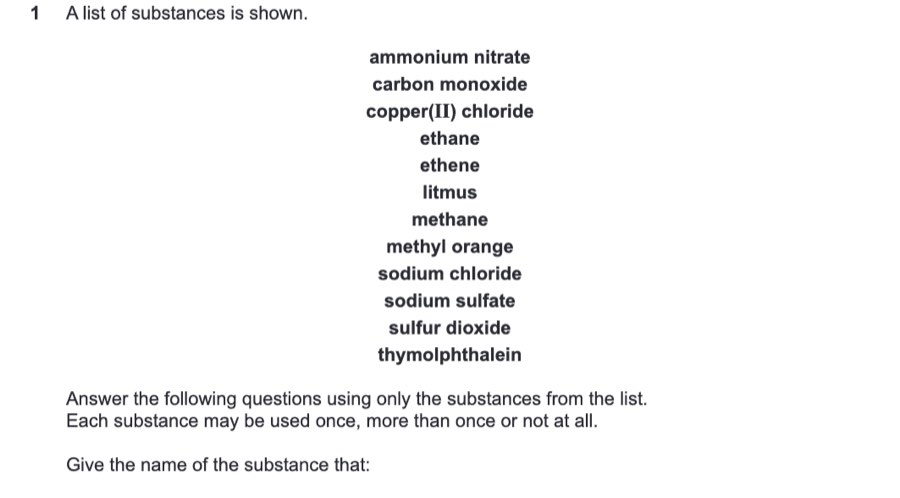 1 A list of substances is shown.
ammonium nitrate
carbon monoxide
copper(II) chloride
ethane
ethene
litmus
methane
methyl orange
sodium chloride
sodium sulfate
sulfur dioxide
thymolphthalein
Answer the following questions using only the substances from the list.
Each substance may be used once, more than once or not at all.
Give the name of the substance that: